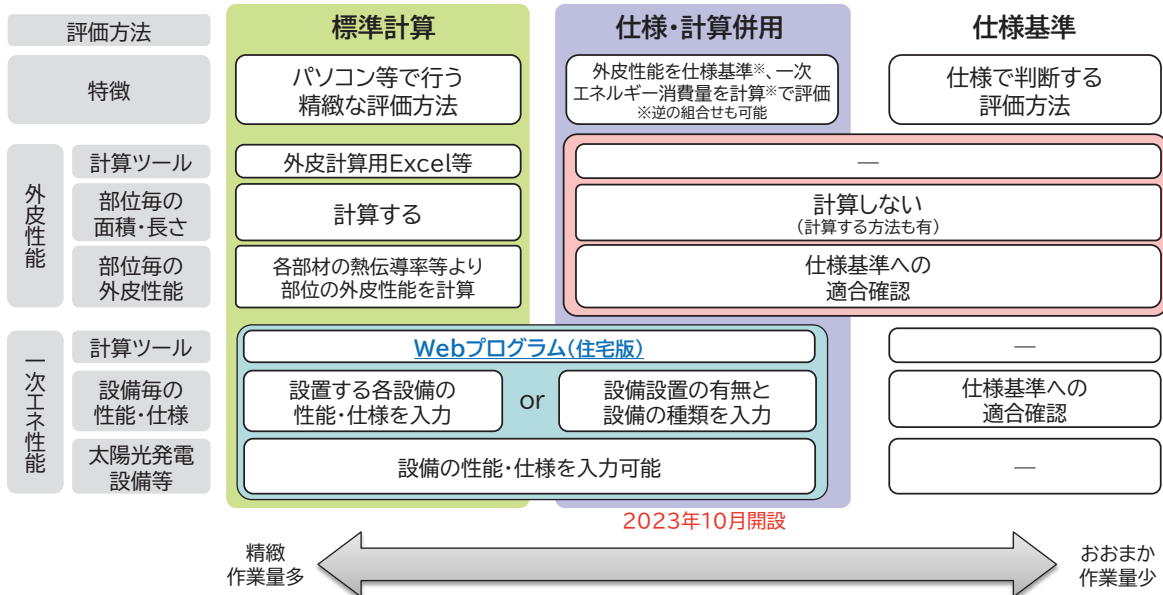 評価方法
標準計算
仕様・計算併用
仕様基準
特徴
パソコン等で行う
精緻な評価方法
外皮性能を仕様基準※、一次
エネルギー消費量を計算※で評価
※逆の組合せも可能
仕様で判断する
評価方法
外皮性能
計算ツール
外皮計算用Excel等
―
部位毎の
面積・長さ
計算する
計算しない
(計算する方法も有)
部位毎の
外皮性能
各部材の熱伝導率等より
部位の外皮性能を計算
仕様基準への
適合確認
一次エネ性能
計算ツール
Webプログラム(住宅版)
―
設備毎の
性能・仕様
設置する各設備の
性能・仕様を入力
or
設備設置の有無と
設備の種類を入力
仕様基準への
適合確認
太陽光発電
設備等
設備の性能・仕様を入力可能
―
2023年10月開設
精緻
作業量多
おおまか
作業量少